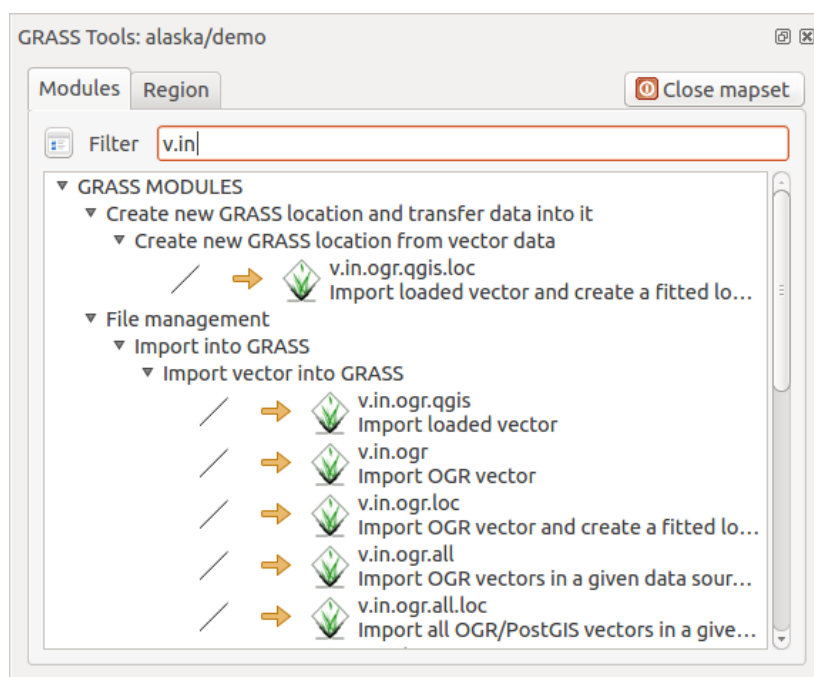 GRASS Tools: alaska/demo
Modules
Region
Close mapset
Filter
v.in
GRASS MODULES
Create new GRASS location and transfer data into it
Create new GRASS location from vector data
v.in.ogr.qgis.loc
Import loaded vector and create a fitted lo...
File management
Import into GRASS
Import vector into GRASS
v.in.ogr.qgis
Import loaded vector
v.in.ogr
Import OGR vector
v.in.ogr.loc
Import OGR vector and create a fitted lo...
v.in.ogr.all
Import OGR vectors in a given data sour...
v.in.ogr.all.loc
Import all OGR/PostGIS vectors in a give...